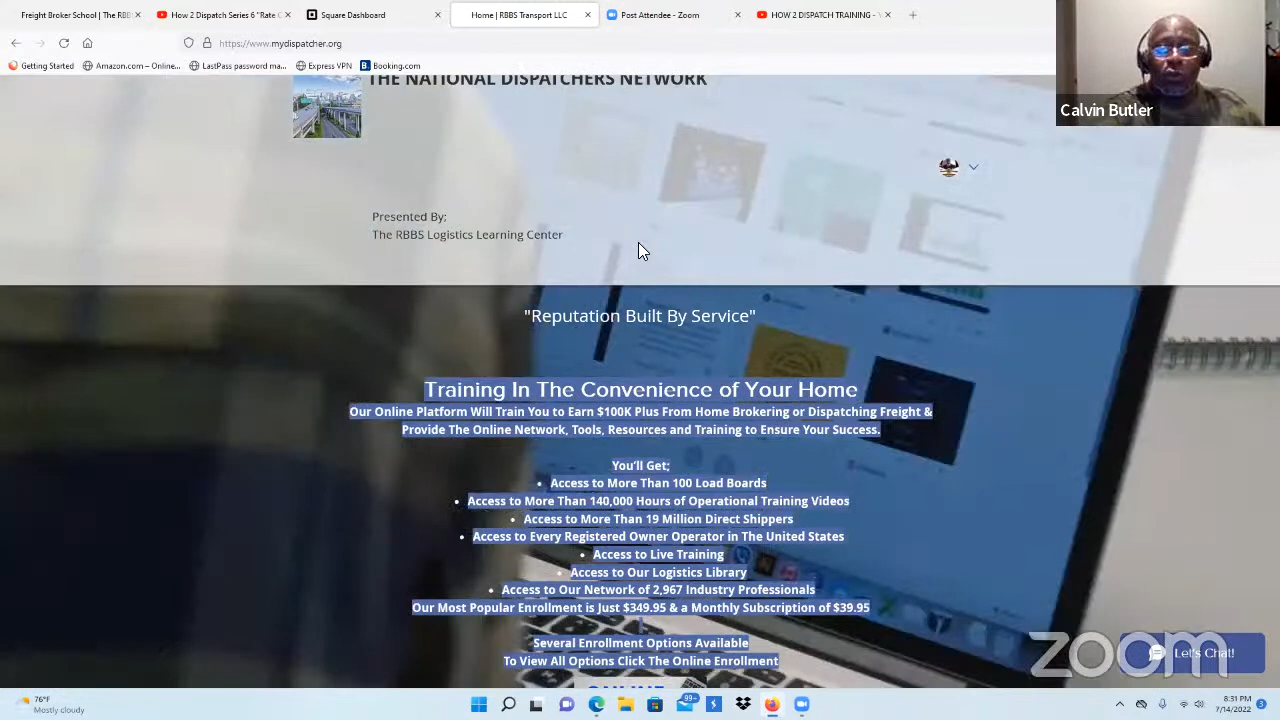 Freight Broker School | The RBB
How 2 Dispatch Series 6 "Rate C
Square Dashboard
Home | RBBS Transport LLC
Post Attendee - Zoom
HOW 2 DISPATCH TRAINING -
https://www.mydispatcher.org
Getting Started
Amazon.com – Onlin...
LastPass password ma...
Express VPN
Booking.com
THE NATIONAL DISPATCHERS NETWORK
Calvin Butler
Presented By;
The RBBS Logistics Learning Center
"Reputation Built By Service"
Training In The Convenience of Your Home
Our Online Platform Will Train You to Earn $100K Plus From Home Brokering or Dispatching Freight &
Provide The Online Network, Tools, Resources and Training to Ensure Your Success.
You'll Get;
Access to More Than 100 Load Boards
Access to More Than 140,000 Hours of Operational Training Videos
Access to More Than 19 Million Direct Shippers
Access to Every Registered Owner Operator in The United States
Access to Live Training
Access to Our Logistics Library
Access to Our Network of 2,967 Industry Professionals
Our Most Popular Enrollment is Just $349.95 & a Monthly Subscription of $39.95
Several Enrollment Options Available
To View All Options Click The Online Enrollment
zoom
Let's Chat!
76°F
Mostly cloudy
99+
8:31 PM
7/14/2022
3